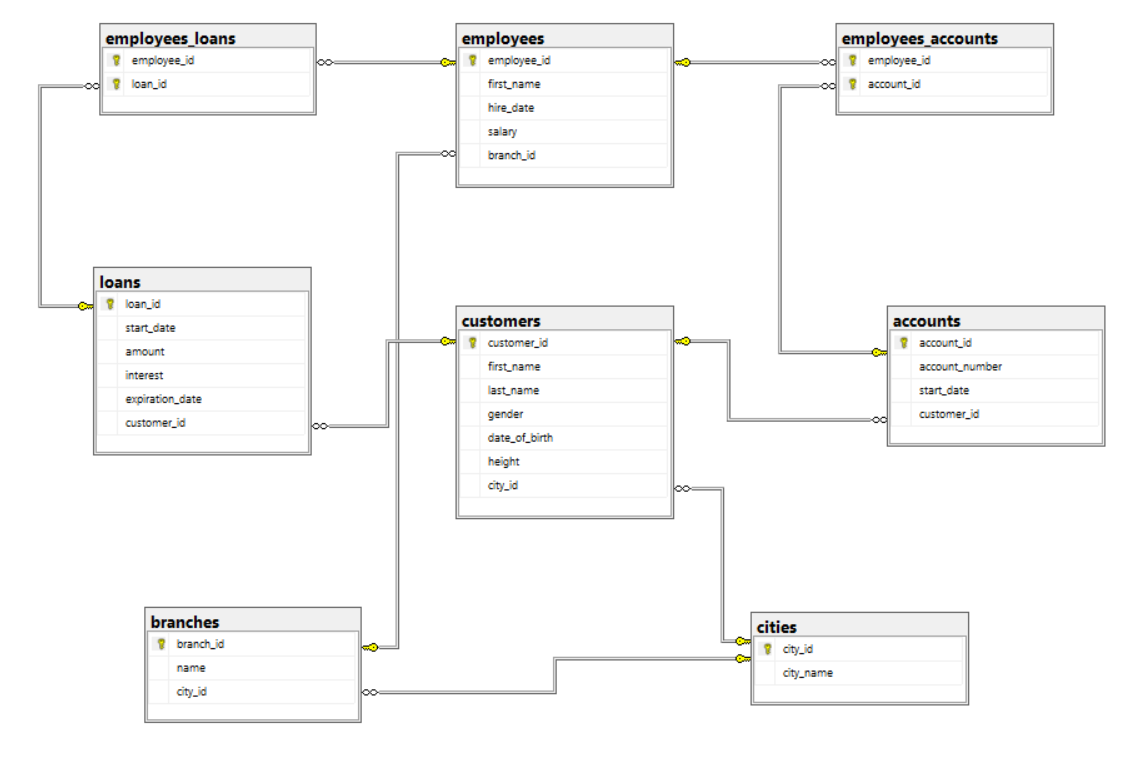 employees_loans
employee_id
loan_id
employees
employee_id
first_name
hire_date
salary
branch_id
employees_accounts
employee_id
account_id
loans
loan_id
start_date
amount
interest
expiration_date
customer_id
customers
customer_id
first_name
last_name
gender
date_of_birth
height
city_id
accounts
account_id
account_number
start_date
customer_id
branches
branch_id
name
city_id
cities
city_id
city_name